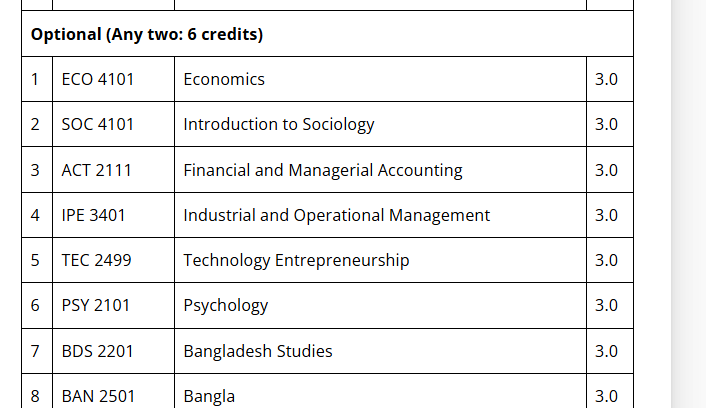 Optional (Any two: 6 credits)
1 ECO 4101 Economics 3.0
2 SOC 4101 Introduction to Sociology 3.0
3 ACT 2111 Financial and Managerial Accounting 3.0
4 IPE 3401 Industrial and Operational Management 3.0
5 TEC 2499 Technology Entrepreneurship 3.0
6 PSY 2101 Psychology 3.0
7 BDS 2201 Bangladesh Studies 3.0
8 BAN 2501 Bangla 3.0